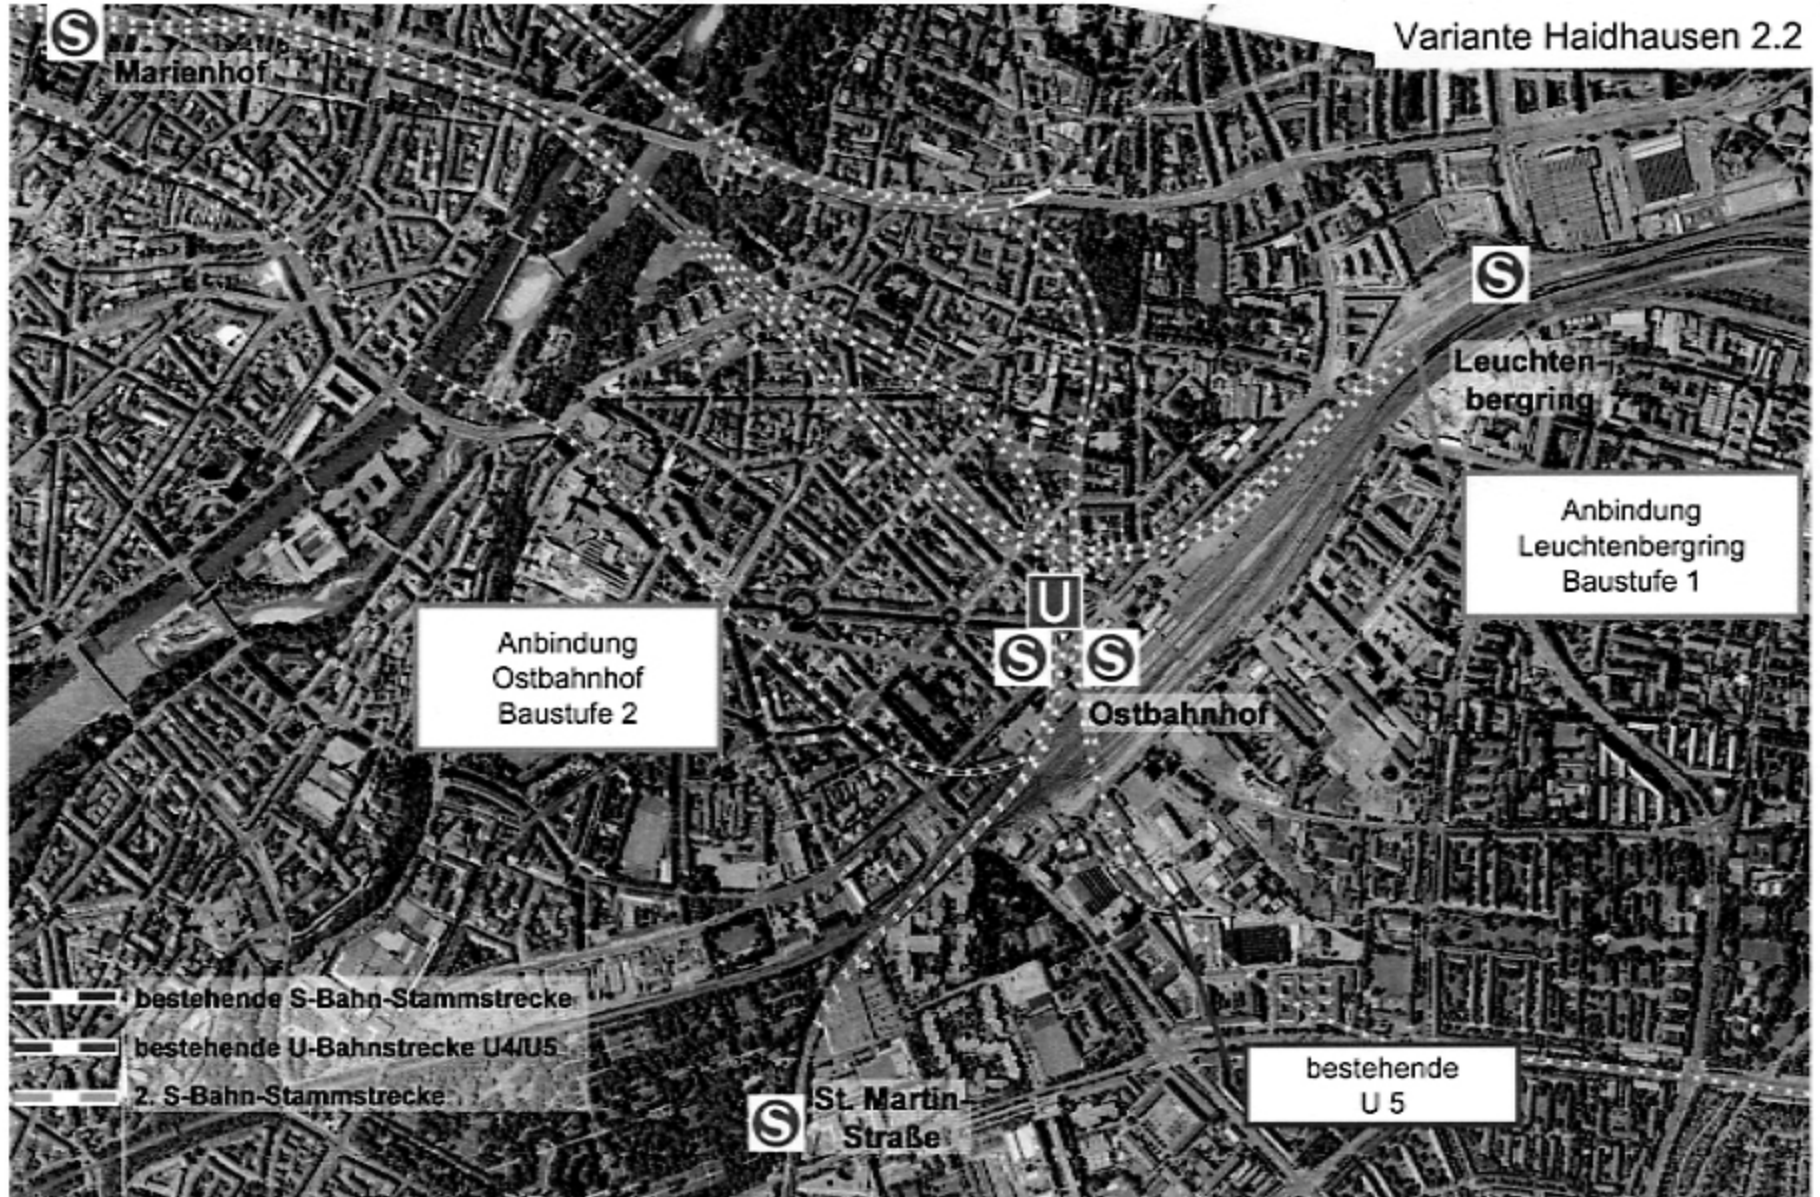 Variante Haidhausen 2.2
S
Marienhof
S
Leuchten-
bergring
Anbindung
Leuchtenbergring
Baustufe 1
U
S S
Ostbahnhof
Anbindung
Ostbahnhof
Baustufe 2
bestehende S-Bahn-Stammstrecke
bestehende U-Bahnstrecke U4/U5
2. S-Bahn-Stammstrecke
bestehende
U 5
S
St. Martin-
Straße